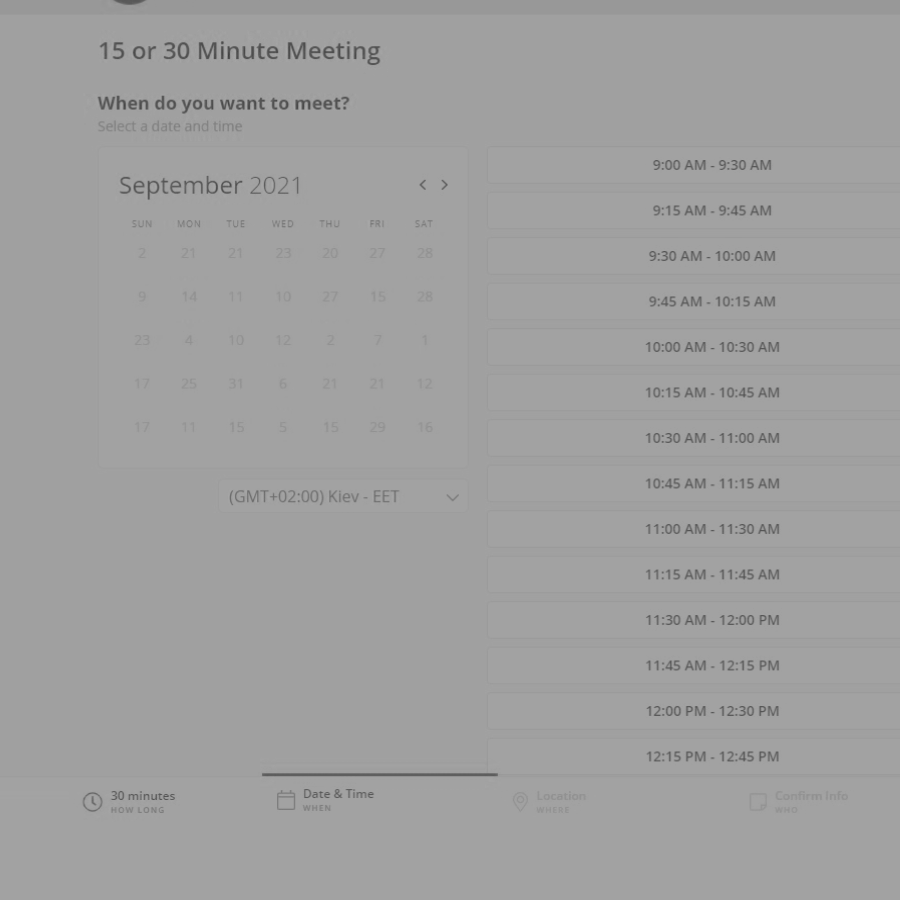 15 or 30 Minute Meeting
When do you want to meet?
Select a date and time
September 2021
SUN MON TUE WED THU FRI SAT
2 21 21 23 20 27 28
9 14 11 10 27 15 28
23 4 10 12 2 7 1
17 25 31 6 21 21 12
17 11 15 5 15 29 16
(GMT+02:00) Kiev - EET
9:00 AM - 9:30 AM
9:15 AM - 9:45 AM
9:30 AM - 10:00 AM
9:45 AM - 10:15 AM
10:00 AM - 10:30 AM
10:15 AM - 10:45 AM
10:30 AM - 11:00 AM
10:45 AM - 11:15 AM
11:00 AM - 11:30 AM
11:15 AM - 11:45 AM
11:30 AM - 12:00 PM
11:45 AM - 12:15 PM
12:00 PM - 12:30 PM
12:15 PM - 12:45 PM
30 minutes
HOW LONG
Date & Time
WHEN
Location
WHERE
Confirm Info
WHO